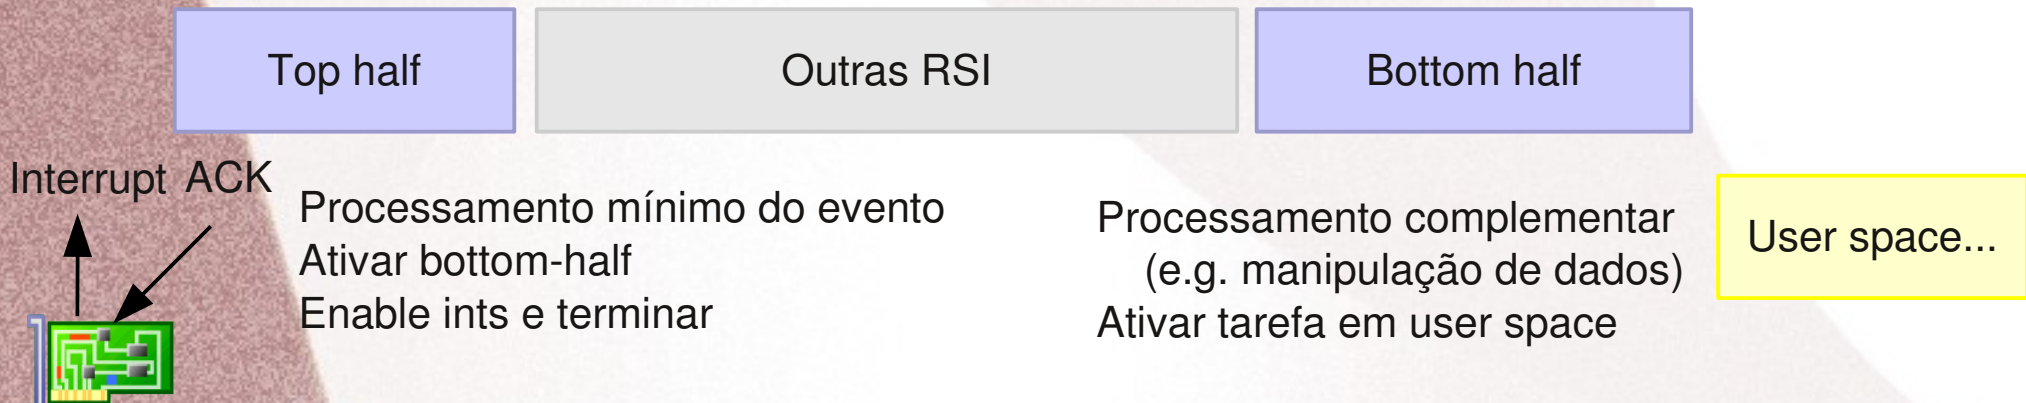 Top half
Outras RSI
Bottom half
Interrupt ACK
Processamento mínimo do evento
Ativar bottom-half
Enable ints e terminar
Processamento complementar
(e.g. manipulação de dados)
Ativar tarefa em user space
User space...